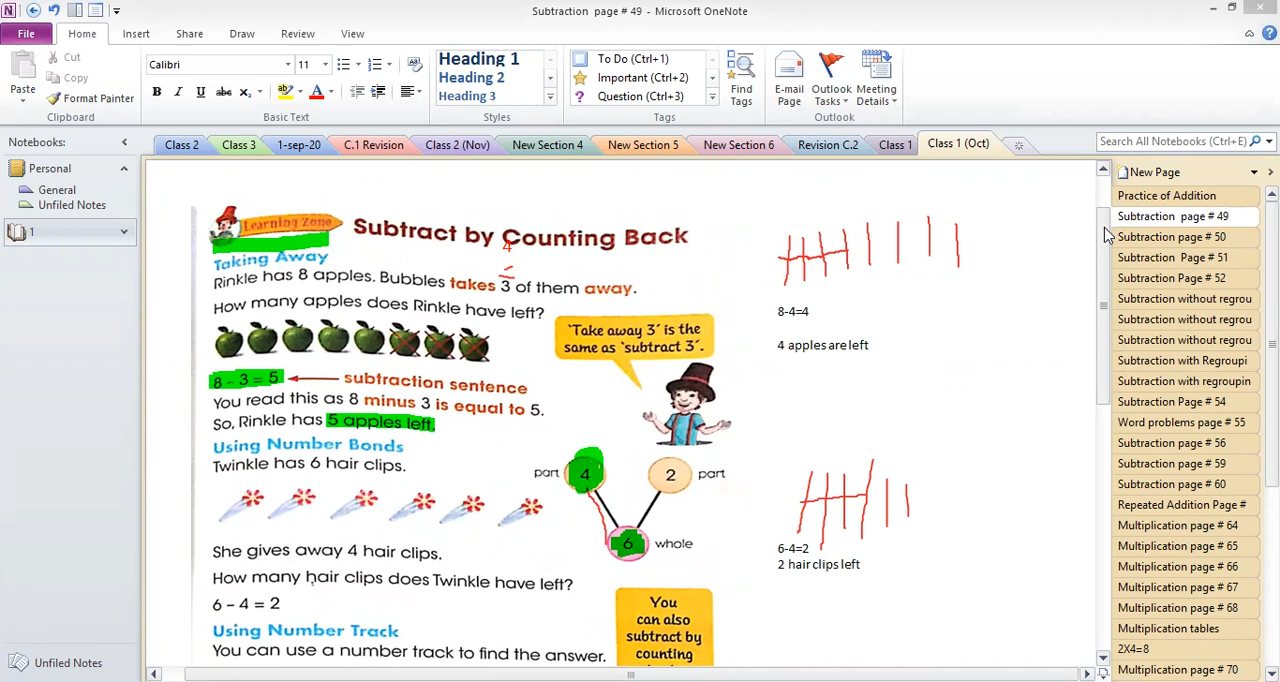 Subtraction page # 49 - Microsoft OneNote
File Home Insert Share Draw Review View
Cut
Copy
Format Painter
Paste
Clipboard
Calibri 11
B I U abc X₂ A
Basic Text
Heading 1
Heading 2
Heading 3
Styles
To Do (Ctrl+1)
Important (Ctrl+2)
Question (Ctrl+3)
Tags
Find Tags
E-mail Page
Outlook Tasks
Meeting Details
Outlook
Notebooks:
Personal
General
Unfiled Notes
1
Unfiled Notes
Class 2 Class 3 1-sep-20 C.1 Revision Class 2 (Nov) New Section 4 New Section 5 New Section 6 Revision C.2 Class 1 Class 1 (Oct)
Search All Notebooks (Ctrl+E)
Learning Zone
Subtract by Counting Back
4
Taking Away
Rinkle has 8 apples. Bubbles takes 3 of them away.
How many apples does Rinkle have left?
'Take away 3' is the
same as 'subtract 3'.
8 - 3 = 5
subtraction sentence
You read this as 8 minus 3 is equal to 5.
So, Rinkle has 5 apples left.
Using Number Bonds
Twinkle has 6 hair clips.
part 4 2 part
6 whole
She gives away 4 hair clips.
How many hair clips does Twinkle have left?
6 - 4 = 2
Using Number Track
You can use a number track to find the answer.
You
can also
subtract by
counting
8-4=4
4 apples are left
6-4=2
2 hair clips left
New Page
Practice of Addition
Subtraction page # 49
Subtraction page # 50
Subtraction Page # 51
Subtraction Page # 52
Subtraction without regrou
Subtraction without regrou
Subtraction without regrou
Subtraction with Regroupi
Subtraction with regroupin
Subtraction Page # 54
Word problems page # 55
Subtraction page # 56
Subtraction page # 59
Subtraction page # 60
Repeated Addition Page #
Multiplication page # 64
Multiplication page # 65
Multiplication page # 66
Multiplication page # 67
Multiplication page # 68
Multiplication tables
2X4=8
Multiplication page # 70